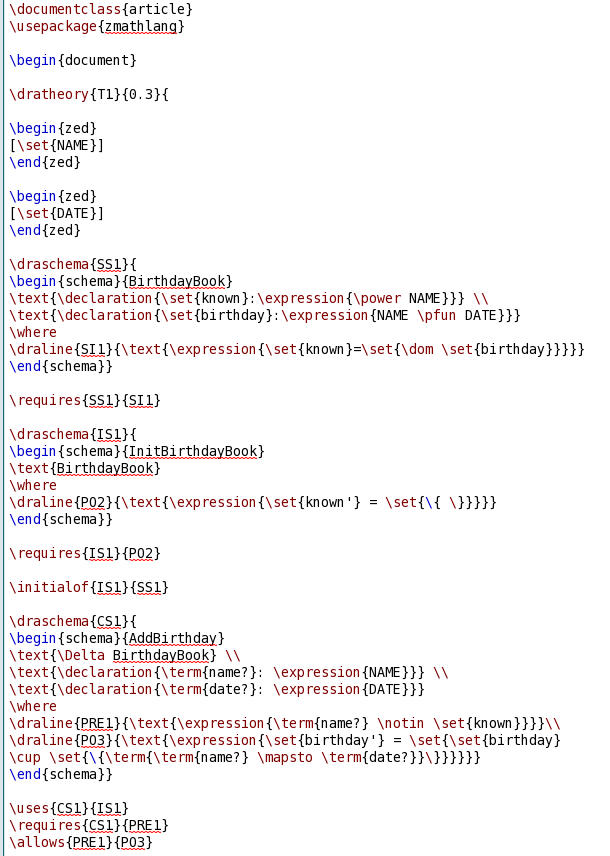 \documentclass{article}
\usepackage{zmathlang}

\begin{document}

\dratheory{T1}{0.3}{

\begin{zed}
[\set{NAME}]
\end{zed}

\begin{zed}
[\set{DATE}]
\end{zed}

\draschema{SS1}{
\begin{schema}{BirthdayBook}
\text{\declaration{\set{known}:\expression{\power NAME}}} \\
\text{\declaration{\set{birthday}:\expression{NAME \pfun DATE}}}
\where
\draline{SI1}{\text{\expression{\set{known}=\set{\dom \set{birthday}}}}}
\end{schema}}

\requires{SS1}{SI1}

\draschema{IS1}{
\begin{schema}{InitBirthdayBook}
\text{BirthdayBook}
\where
\draline{PO2}{\text{\expression{\set{known'} = \set{\{ \}}}}}
\end{schema}}

\requires{IS1}{PO2}

\initialof{IS1}{SS1}

\draschema{CS1}{
\begin{schema}{AddBirthday}
\text{\Delta BirthdayBook} \\
\text{\declaration{\term{name?}: \expression{NAME}}} \\
\text{\declaration{\term{date?}: \expression{DATE}}}
\where
\draline{PRE1}{\text{\expression{\term{name?} \notin \set{known}}}}\\
\draline{PO3}{\text{\expression{\set{birthday'} = \set{\set{birthday}
\cup \set{\{\term{\term{name?} \mapsto \term{date?}}\}}}}}}
\end{schema}}

\uses{CS1}{IS1}
\requires{CS1}{PRE1}
\allows{PRE1}{PO3}